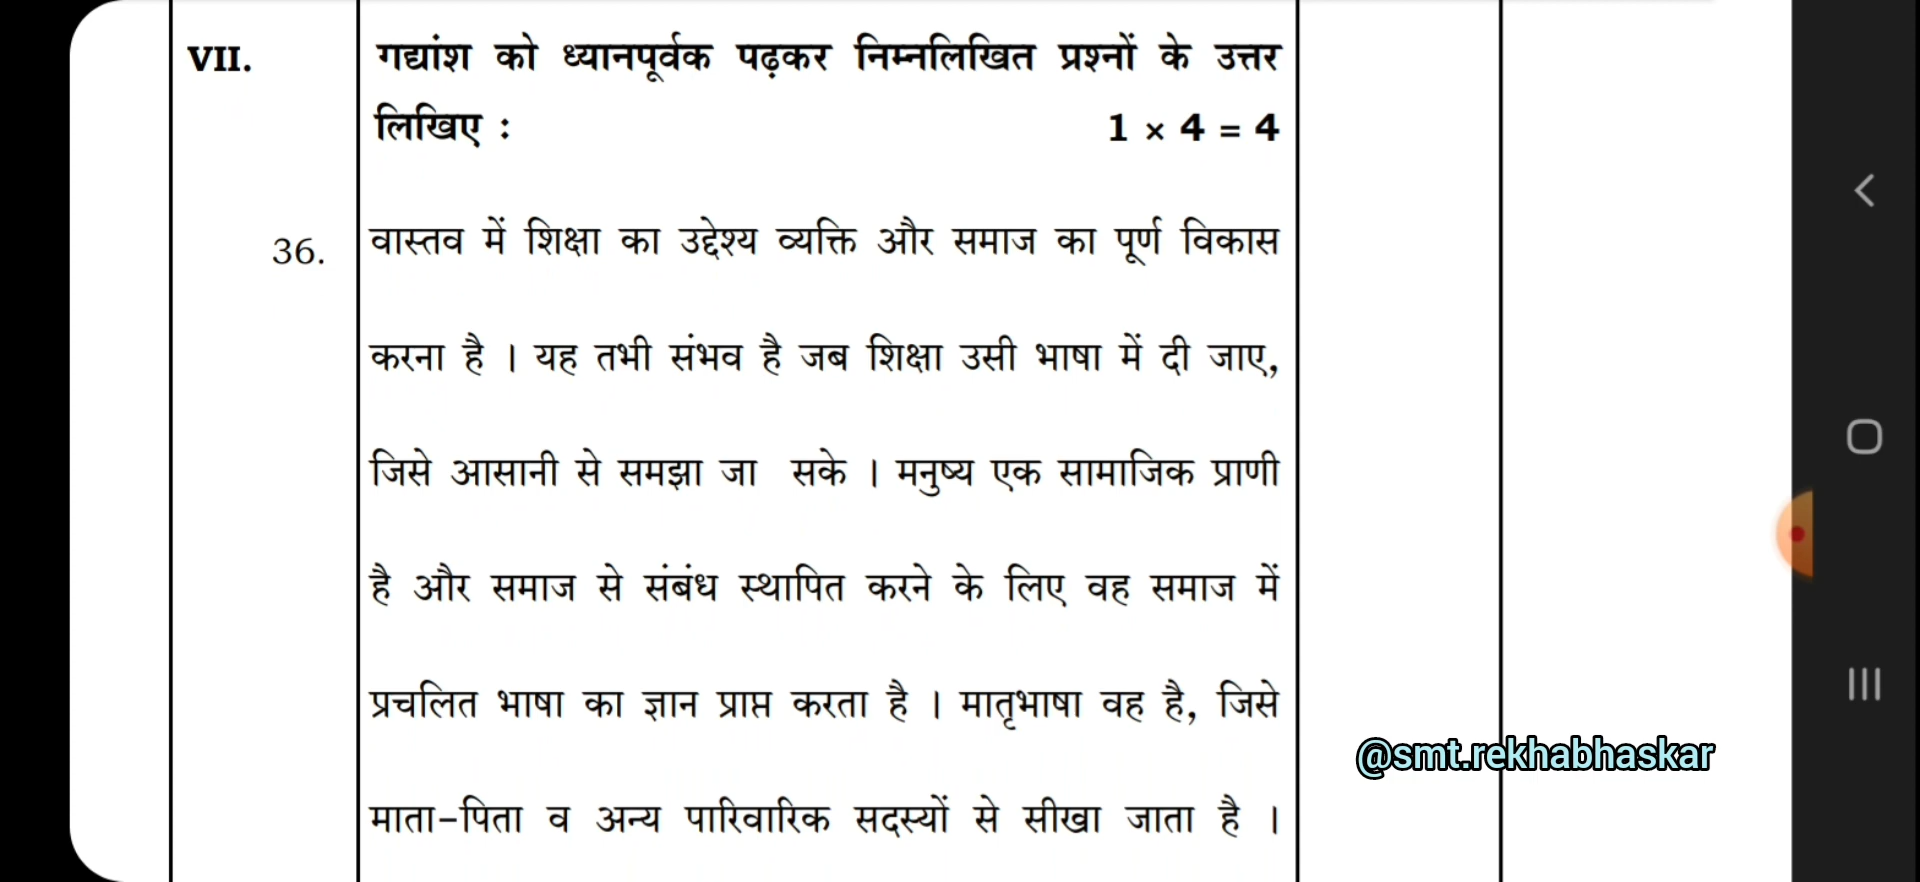 VII. गद्यांश को ध्यानपूर्वक पढ़कर निम्नलिखित प्रश्नों के उत्तर
लिखिए : 1 × 4 = 4
36. वास्तव में शिक्षा का उद्देश्य व्यक्ति और समाज का पूर्ण विकास
करना है । यह तभी संभव है जब शिक्षा उसी भाषा में दी जाए,
जिसे आसानी से समझा जा सके । मनुष्य एक सामाजिक प्राणी
है और समाज से संबंध स्थापित करने के लिए वह समाज में
प्रचलित भाषा का ज्ञान प्राप्त करता है । मातृभाषा वह है, जिसे
@smt.rekhabhaskar
माता-पिता व अन्य पारिवारिक सदस्यों से सीखा जाता है ।